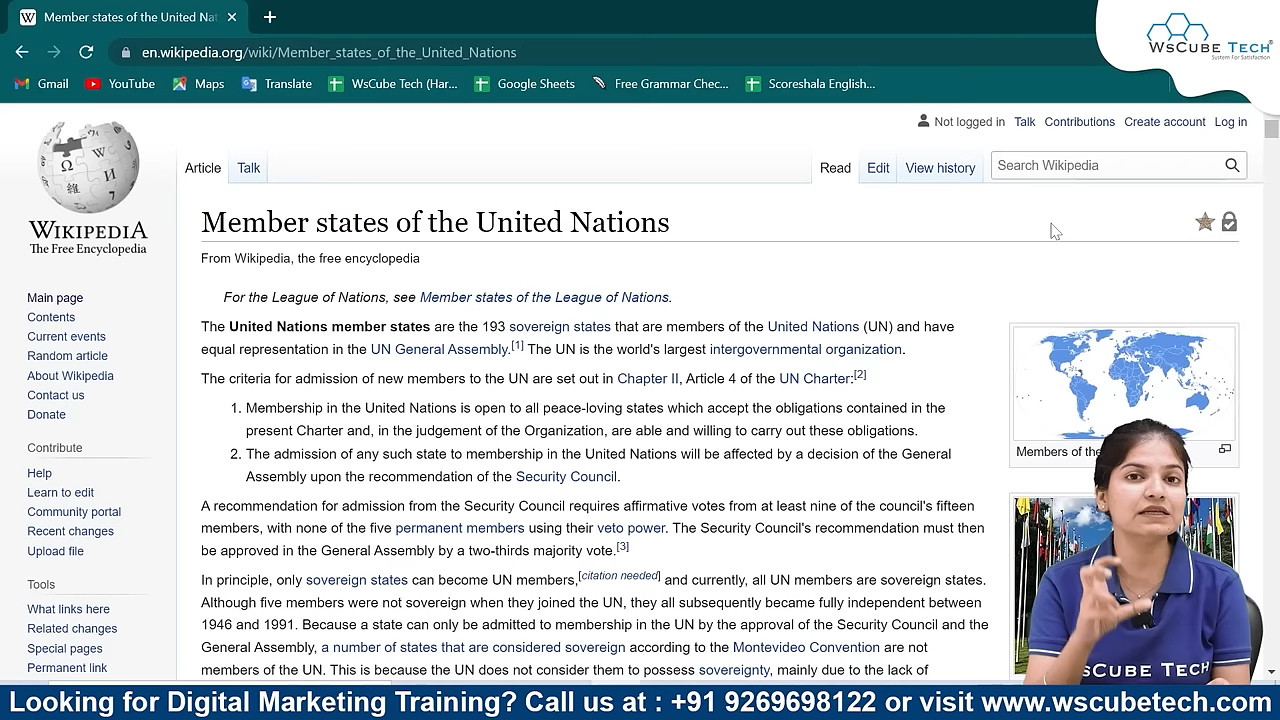 Member states of the United Nat
en.wikipedia.org/wiki/Member_states_of_the_United_Nations
WsCube Tech®
System For Satisfaction
Gmail YouTube Maps Translate WsCube Tech (Har... Google Sheets Free Grammar Chec... Scoreshala English...
Not logged in Talk Contributions Create account Log in
Article Talk Read Edit View history Search Wikipedia
WIKIPEDIA
The Free Encyclopedia
Main page
Contents
Current events
Random article
About Wikipedia
Contact us
Donate
Contribute
Help
Learn to edit
Community portal
Recent changes
Upload file
Tools
What links here
Related changes
Special pages
Permanent link
Member states of the United Nations
From Wikipedia, the free encyclopedia
For the League of Nations, see Member states of the League of Nations.
The United Nations member states are the 193 sovereign states that are members of the United Nations (UN) and have
equal representation in the UN General Assembly.[1] The UN is the world's largest intergovernmental organization.
The criteria for admission of new members to the UN are set out in Chapter II, Article 4 of the UN Charter:[2]
1. Membership in the United Nations is open to all peace-loving states which accept the obligations contained in the
present Charter and, in the judgement of the Organization, are able and willing to carry out these obligations.
2. The admission of any such state to membership in the United Nations will be affected by a decision of the General
Assembly upon the recommendation of the Security Council.
A recommendation for admission from the Security Council requires affirmative votes from at least nine of the council's fifteen
members, with none of the five permanent members using their veto power. The Security Council's recommendation must then
be approved in the General Assembly by a two-thirds majority vote.[3]
In principle, only sovereign states can become UN members,[citation needed] and currently, all UN members are sovereign states.
Although five members were not sovereign when they joined the UN, they all subsequently became fully independent between
1946 and 1991. Because a state can only be admitted to membership in the UN by the approval of the Security Council and the
General Assembly, a number of states that are considered sovereign according to the Montevideo Convention are not
members of the UN. This is because the UN does not consider them to possess sovereignty, mainly due to the lack of
Members of the
SCUBE TECH
Looking for Digital Marketing Training? Call us at : +91 9269698122 or visit www.wscubetech.com